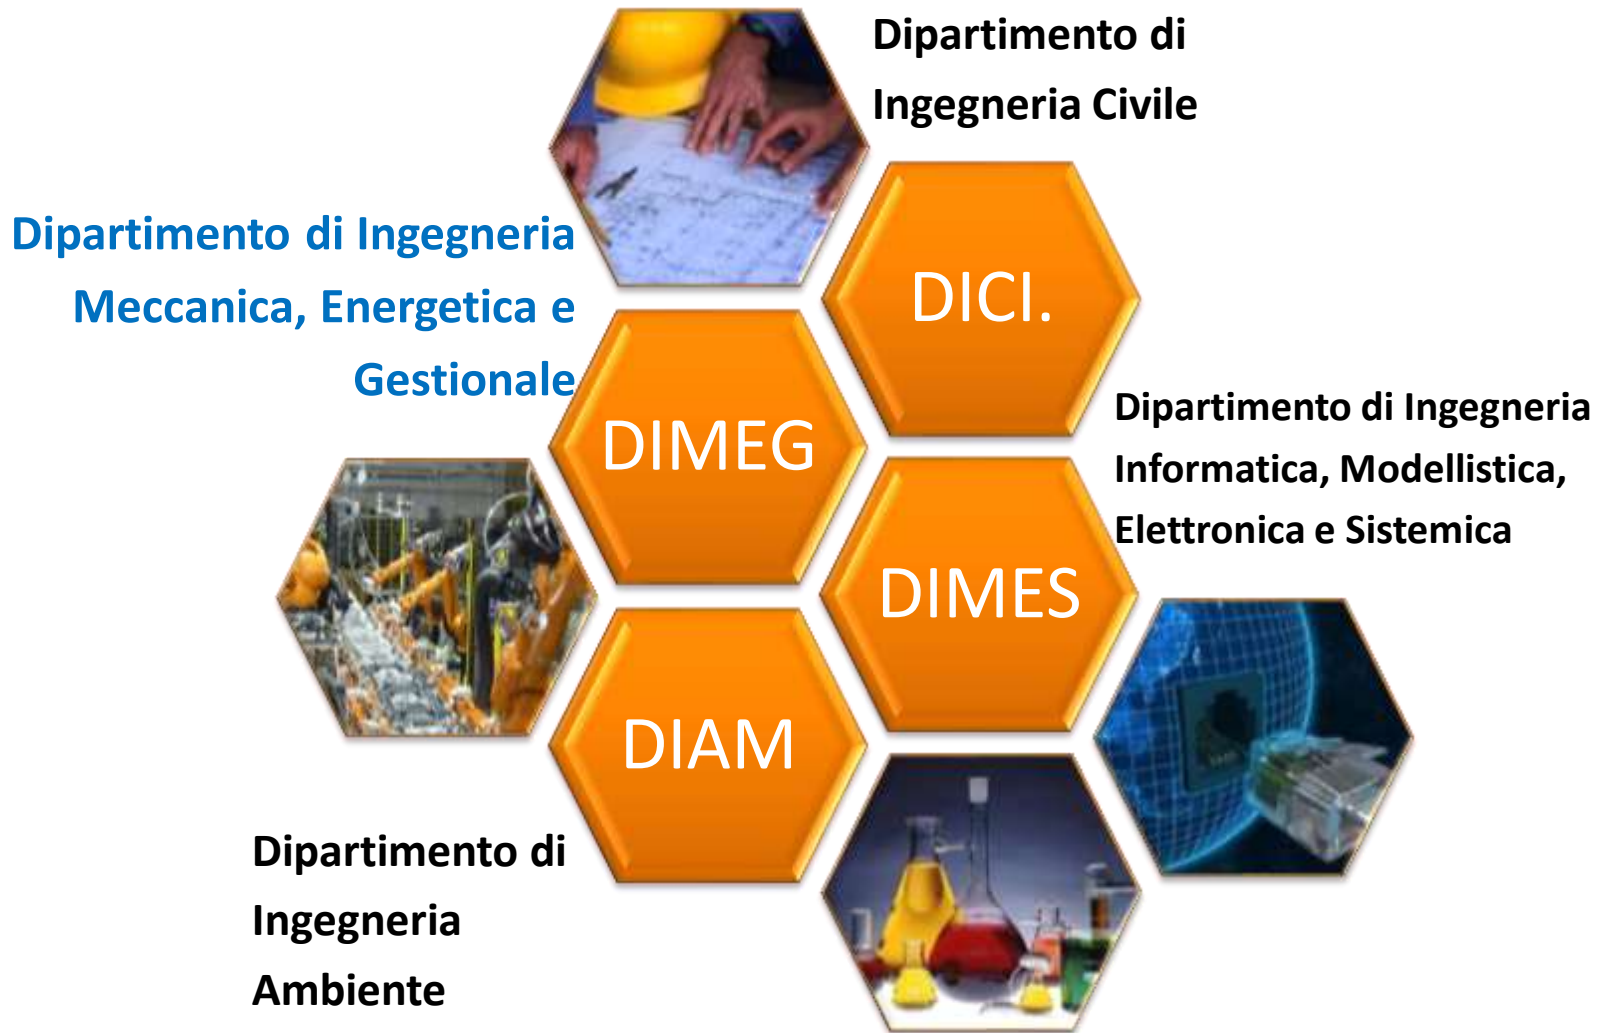 Dipartimento di
Ingegneria Civile
DICI.
Dipartimento di Ingegneria
Meccanica, Energetica e
Gestionale
DIMEG
Dipartimento di Ingegneria
Informatica, Modellistica,
Elettronica e Sistemica
DIMES
DIAM
Dipartimento di
Ingegneria
Ambiente